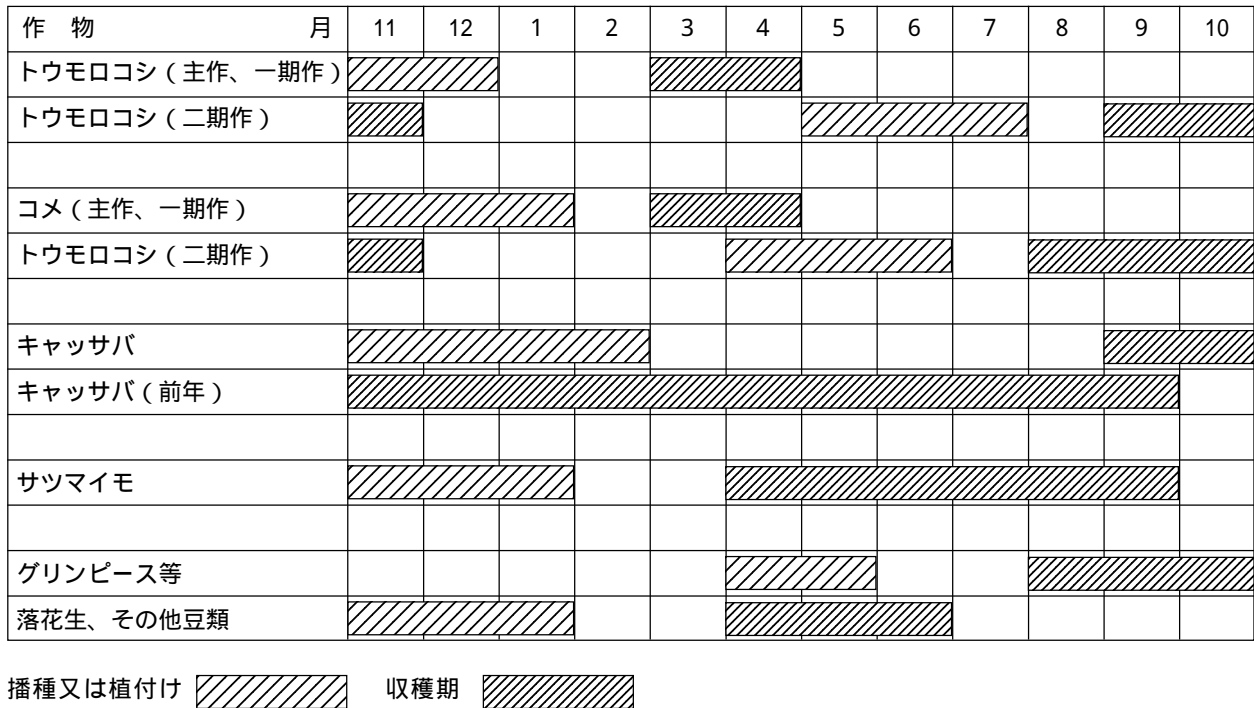 作　物　月 11 12 1 2 3 4 5 6 7 8 9 10
トウモロコシ（主作、一期作）
トウモロコシ（二期作）
コメ（主作、一期作）
トウモロコシ（二期作）
キャッサバ
キャッサバ（前年）
サツマイモ
グリンピース等
落花生、その他豆類
播種又は植付け　収穫期